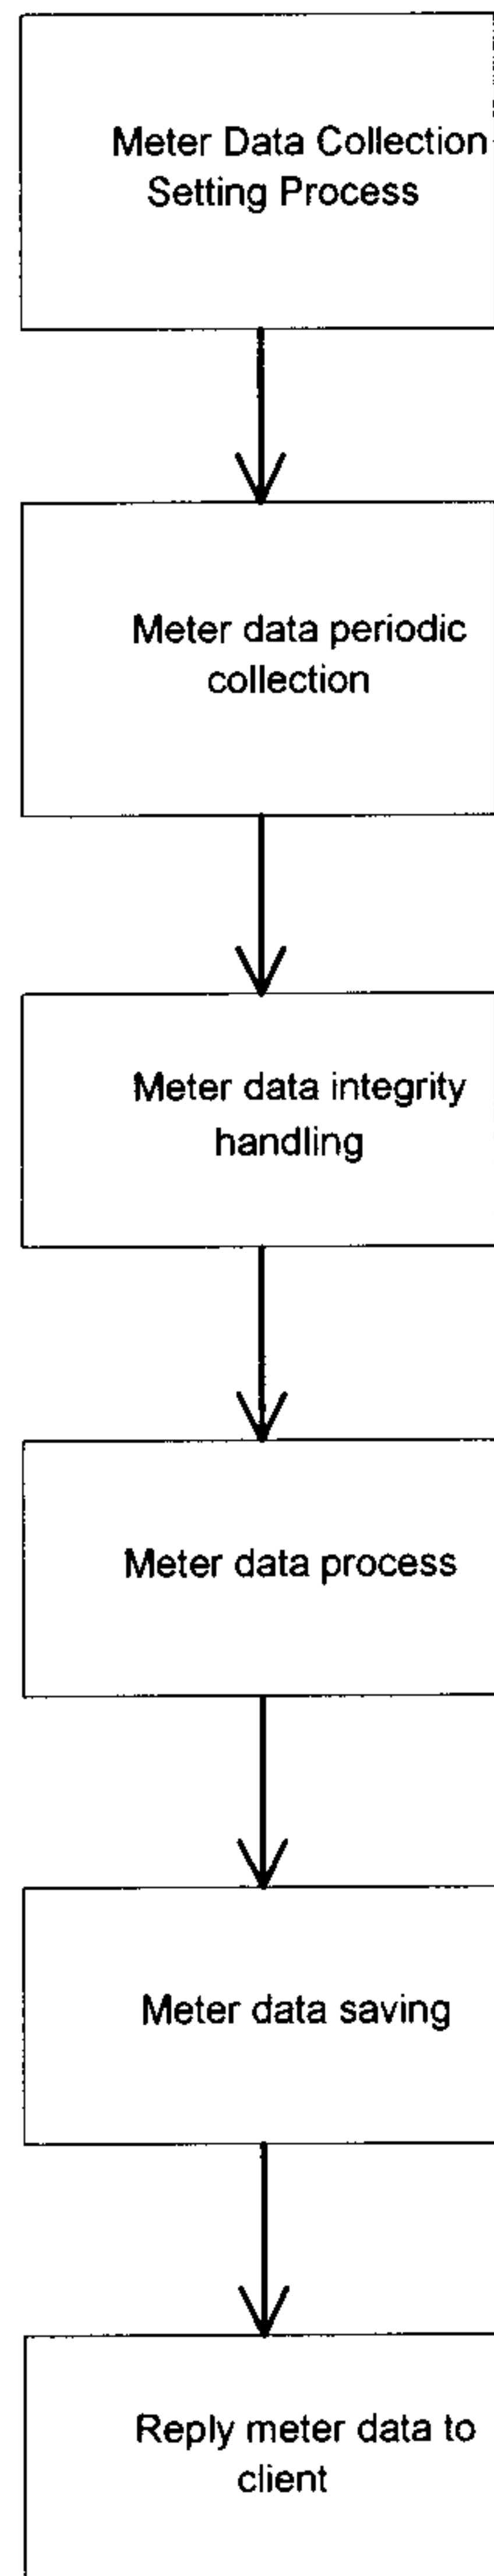 Meter Data Collection
Setting Process
Meter data periodic
collection
Meter data integrity
handling
Meter data process
Meter data saving
Reply meter data to
client